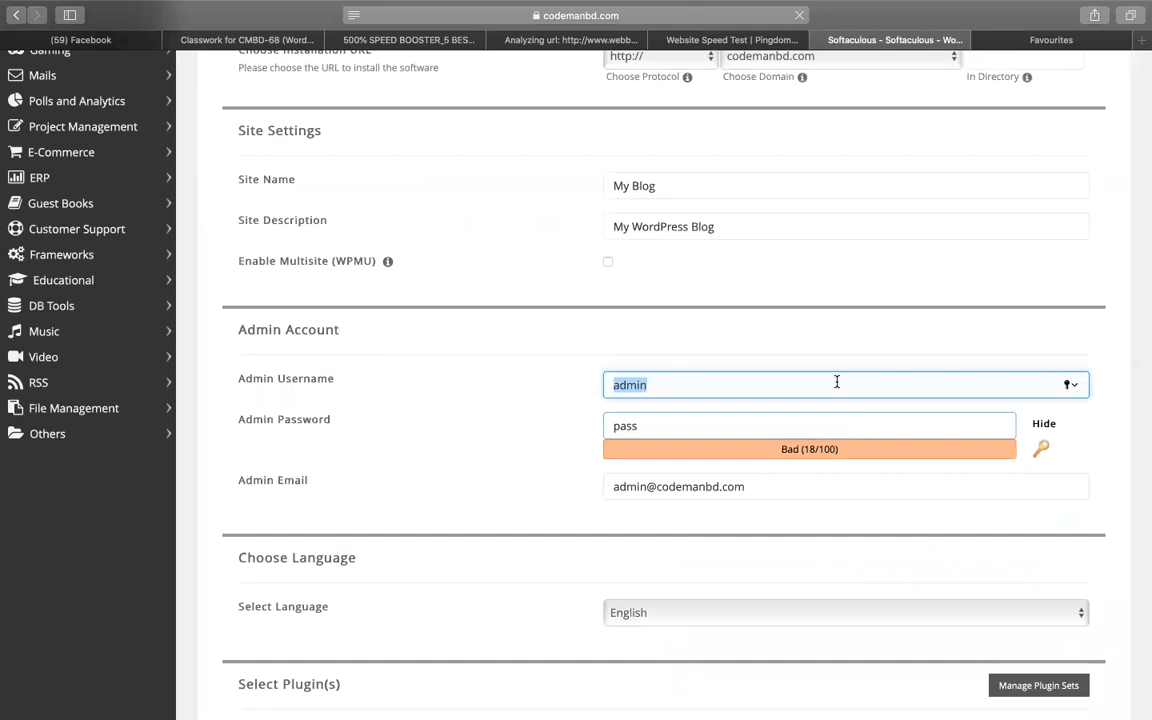 codemanbd.com
(59) Facebook
Classwork for CMBD-68 (Word...
500% SPEED BOOSTER_5 BES...
Analyzing url: http://www.webb...
Website Speed Test | Pingdom...
Softaculous - Softaculous - Wo...
Favourites
Gaming
Mails
Polls and Analytics
Project Management
E-Commerce
ERP
Guest Books
Customer Support
Frameworks
Educational
DB Tools
Music
Video
RSS
File Management
Others
Choose Installation URL
Please choose the URL to install the software
http://
codemanbd.com
Choose Protocol
Choose Domain
In Directory
Site Settings
Site Name
My Blog
Site Description
My WordPress Blog
Enable Multisite (WPMU)
Admin Account
Admin Username
admin
Admin Password
pass
Hide
Bad (18/100)
Admin Email
admin@codemanbd.com
Choose Language
Select Language
English
Select Plugin(s)
Manage Plugin Sets